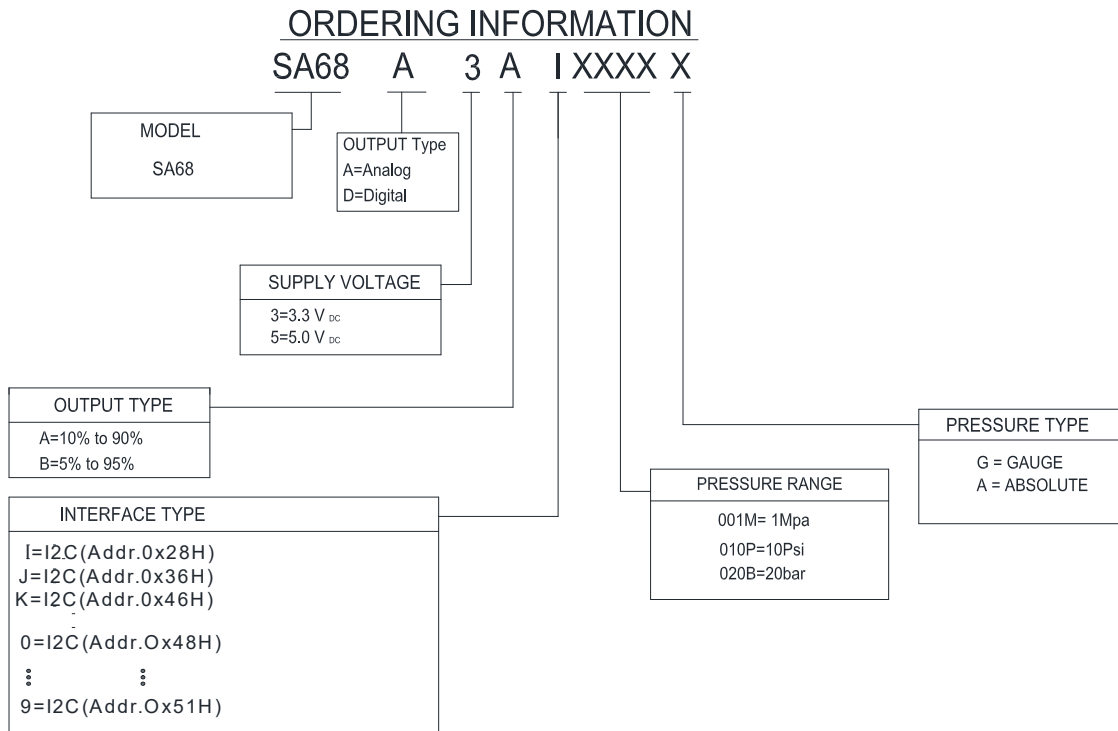 ORDERING INFORMATION
SA68 A 3 A I XXXX X
MODEL
SA68
OUTPUT Type
A=Analog
D=Digital
SUPPLY VOLTAGE
3=3.3 V DC
5=5.0 V DC
OUTPUT TYPE
A=10% to 90%
B=5% to 95%
INTERFACE TYPE
I=I2C(Addr.0x28H)
J=I2C(Addr.0x36H)
K=I2C(Addr.0x46H)
0=I2C(Addr.Ox48H)
9=I2C(Addr.Ox51H)
PRESSURE RANGE
001M= 1Mpa
010P=10Psi
020B=20bar
PRESSURE TYPE
G = GAUGE
A = ABSOLUTE